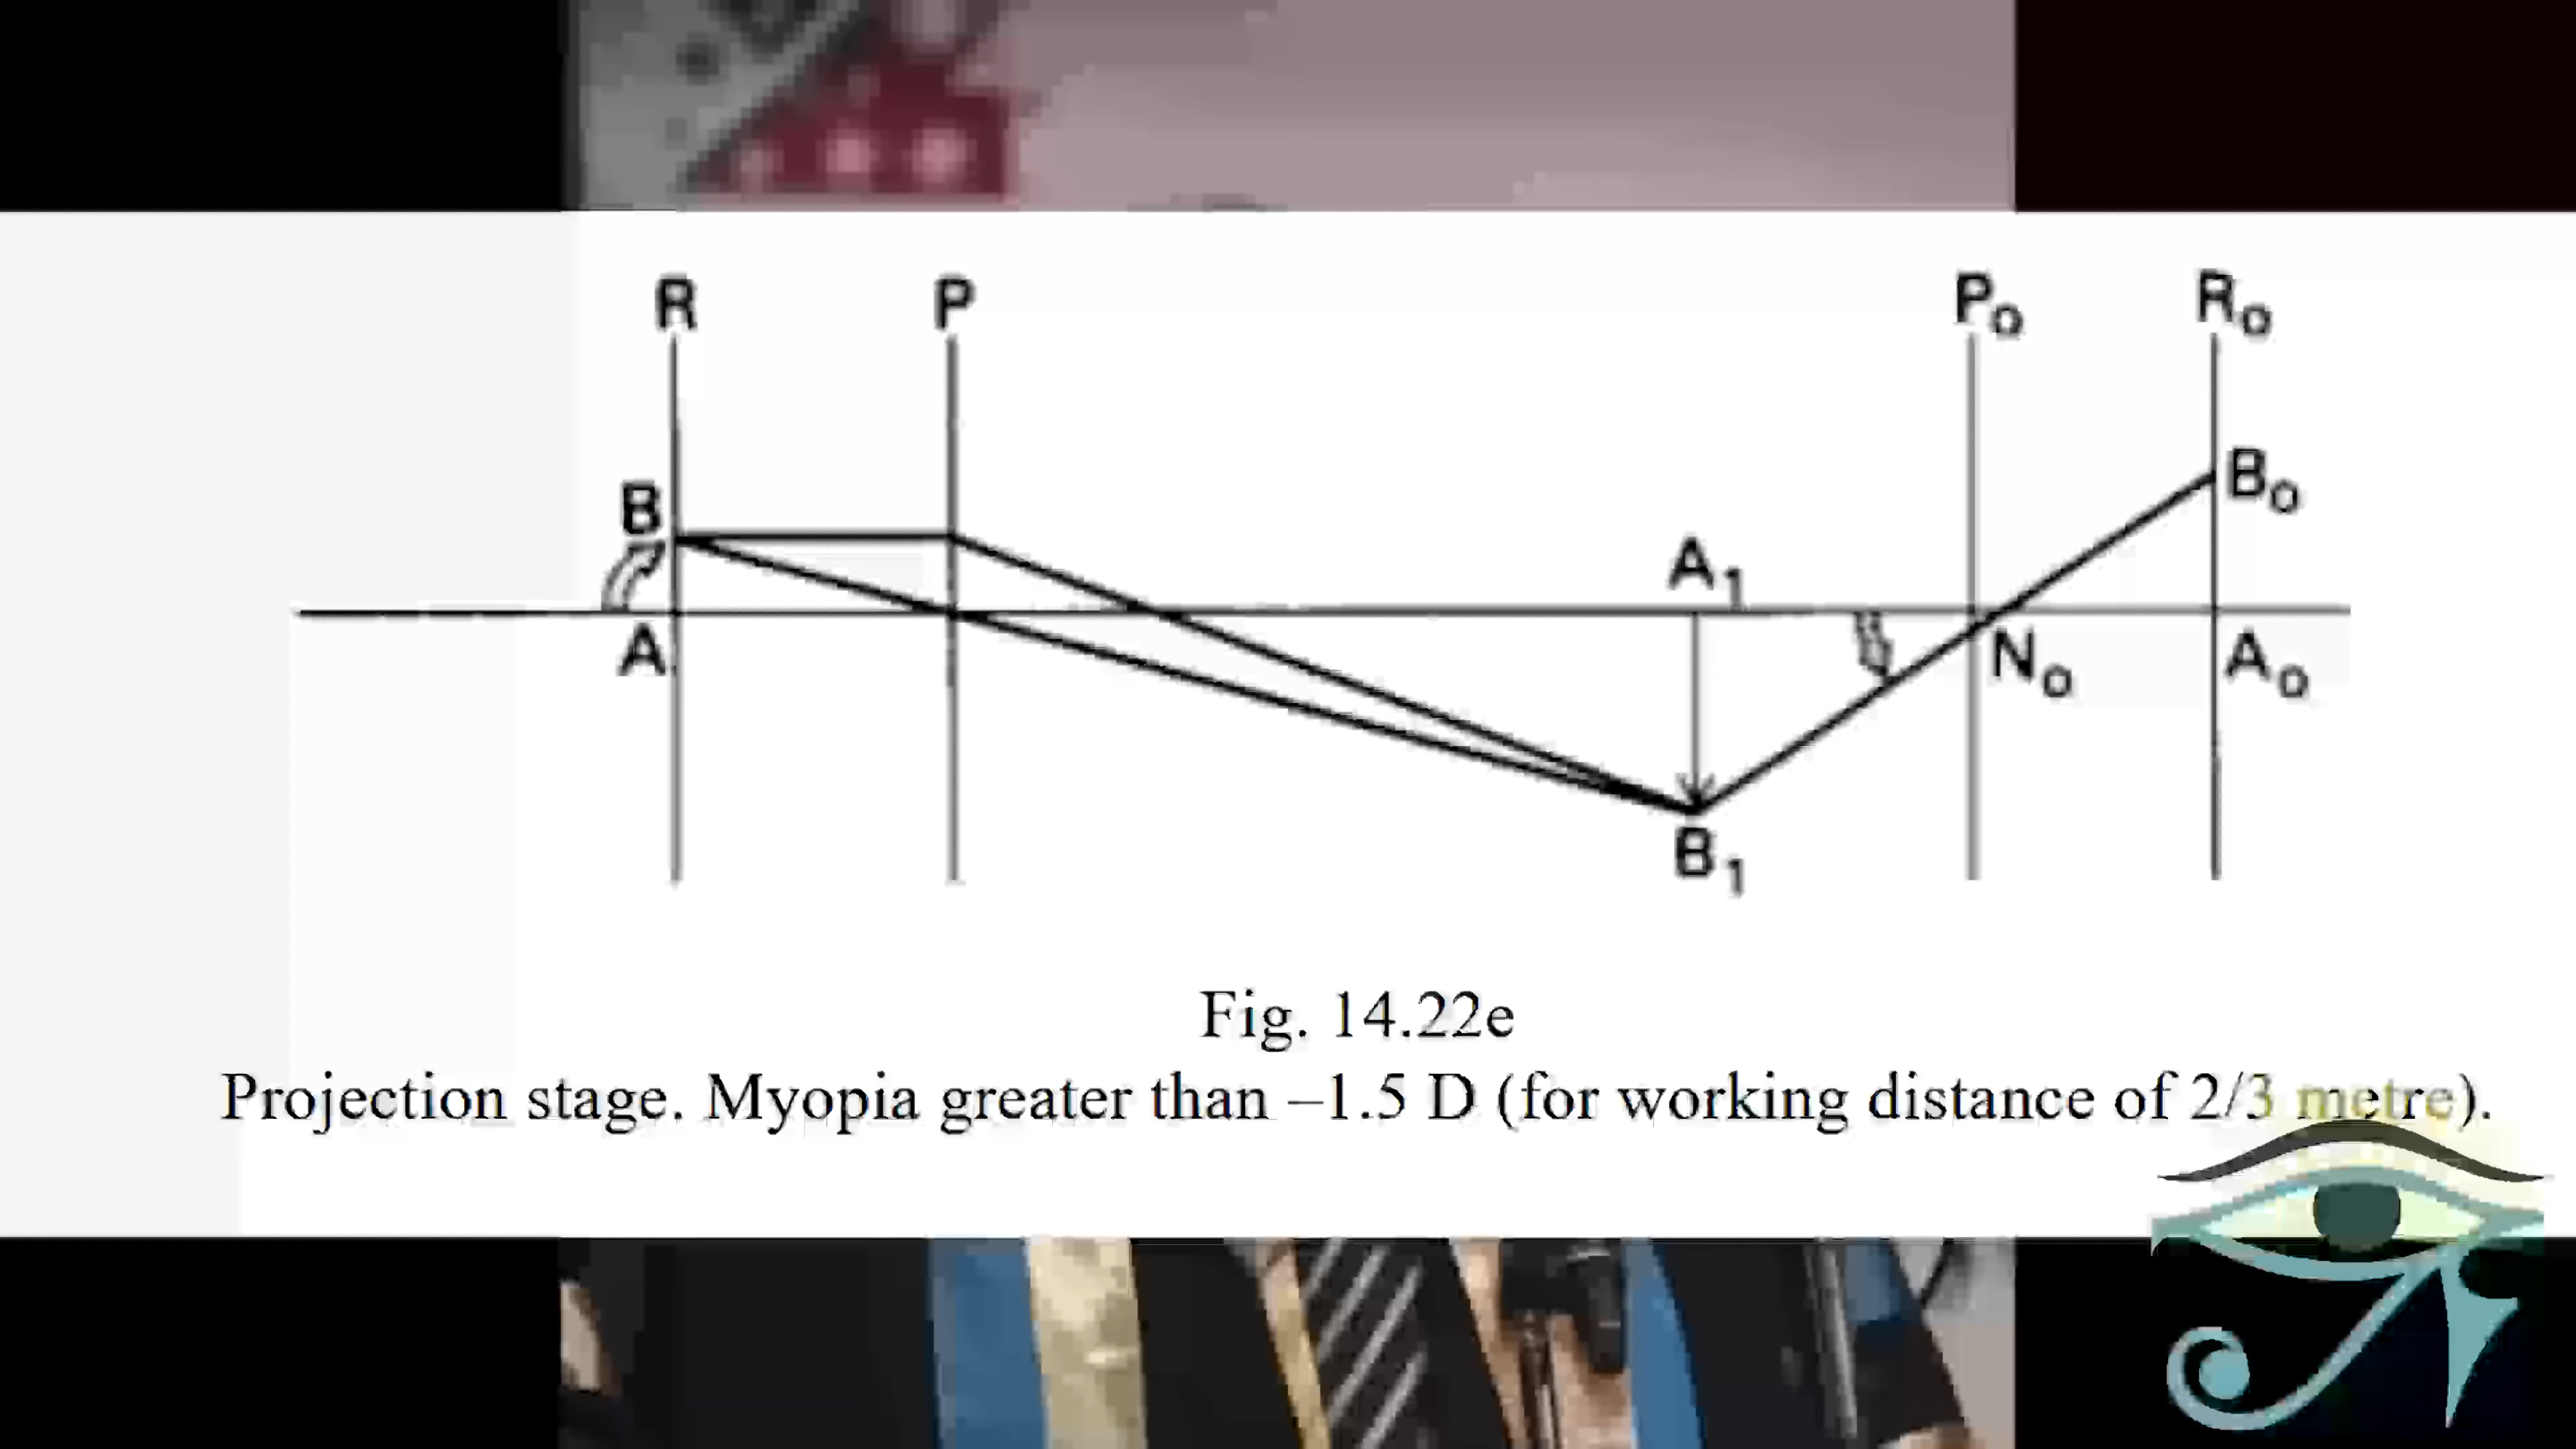 R P P₀ R₀
B B₀
A₁
A N₀ A₀
B₁
Fig. 14.22e
Projection stage. Myopia greater than –1.5 D (for working distance of 2/3 metre).